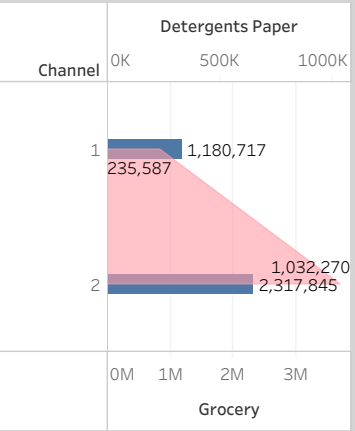 Detergents Paper
Channel 0K 500K 1000K
1 1,180,717
235,587
1,032,270
2 2,317,845
0M 1M 2M 3M
Grocery